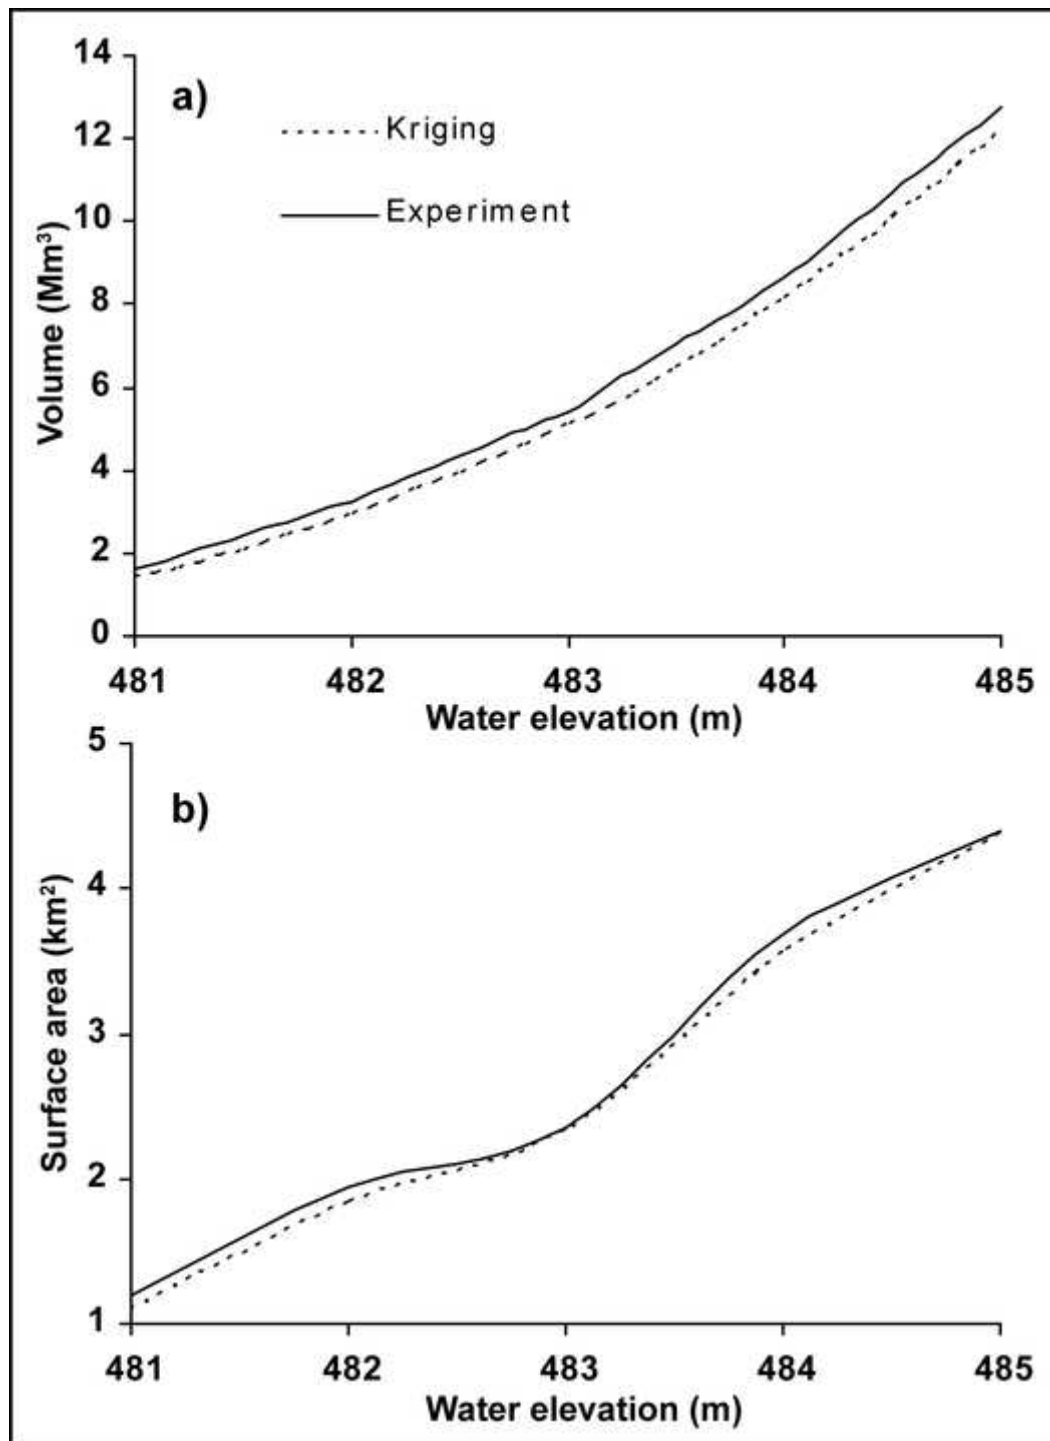 a)
Kriging
Experiment
Volume (Mm³)
14
12
10
8
6
4
2
0
481 482 483 484 485
Water elevation (m)
b)
Surface area (km²)
5
4
3
2
1
481 482 483 484 485
Water elevation (m)